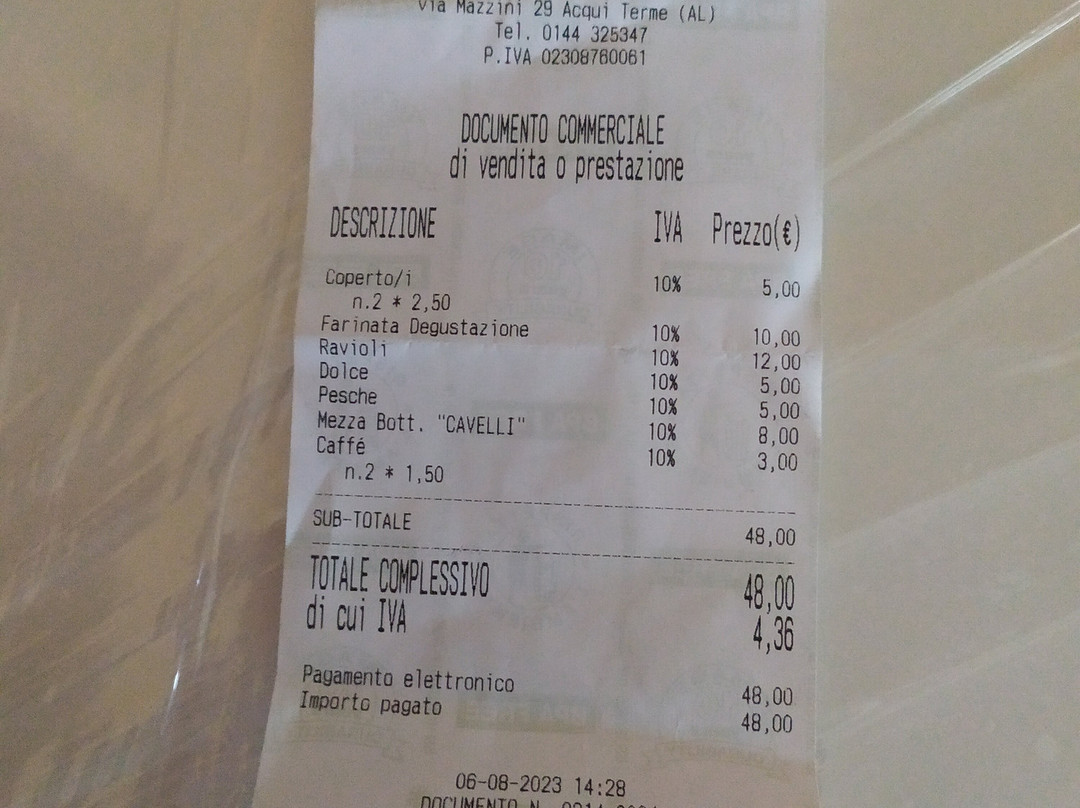 Via Mazzini 29 Acqui Terme (AL)
Tel. 0144 325347
P.IVA 02308760061
DOCUMENTO COMMERCIALE
di vendita o prestazione
DESCRIZIONE IVA Prezzo(€)
Coperto/i 10% 5,00
n.2 * 2,50
Farinata Degustazione 10% 10,00
Ravioli 10% 12,00
Dolce 10% 5,00
Pesche 10% 5,00
Mezza Bott. "CAVELLI" 10% 8,00
Caffé 10% 3,00
n.2 * 1,50
SUB-TOTALE 48,00
TOTALE COMPLESSIVO 48,00
di cui IVA 4,36
Pagamento elettronico 48,00
Importo pagato 48,00
06-08-2023 14:28
DOCUMENTO N.